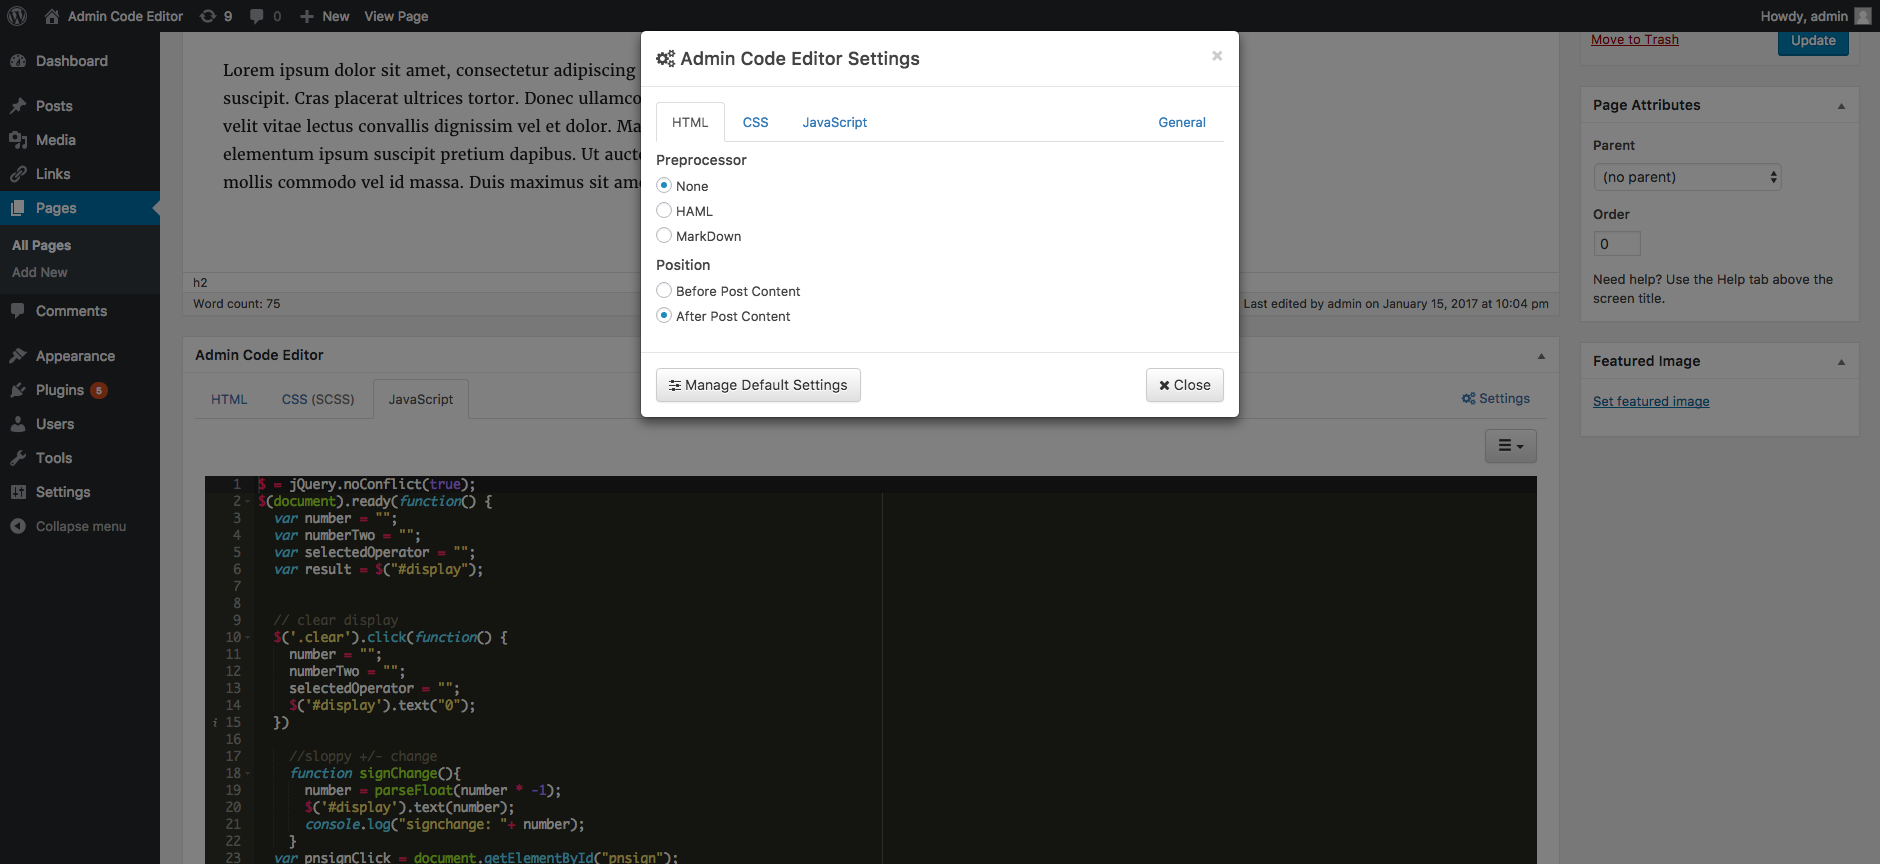 Admin Code Editor 9 0 New View Page Howdy, admin
Dashboard
Posts
Media
Links
Pages
All Pages
Add New
Comments
Appearance
Plugins 5
Users
Tools
Settings
Collapse menu
Lorem ipsum dolor sit amet, consectetur adipiscing
suscipit. Cras placerat ultrices tortor. Donec ullamco
velit vitae lectus convallis dignissim vel et dolor. Ma
elementum ipsum suscipit pretium dapibus. Ut aucto
mollis commodo vel id massa. Duis maximus sit ame
h2
Word count: 75
Last edited by admin on January 15, 2017 at 10:04 pm
Admin Code Editor Settings ×
HTML CSS JavaScript General
Preprocessor
None
HAML
MarkDown
Position
Before Post Content
After Post Content
Manage Default Settings Close
Admin Code Editor
HTML CSS (SCSS) JavaScript Settings
1 $ = jQuery.noConflict(true);
2 $(document).ready(function() {
3 var number = "";
4 var numberTwo = "";
5 var selectedOperator = "";
6 var result = $("#display");
7
8
9 // clear display
10 $('.clear').click(function() {
11 number = "";
12 numberTwo = "";
13 selectedOperator = "";
14 $('#display').text("0");
i 15 })
16
17 //sloppy +/- change
18 function signChange(){
19 number = parseFloat(number * -1);
20 $('#display').text(number);
21 console.log("signchange: "+ number);
22 }
23 var pnsignClick = document.getElementById("pnsign");
Move to Trash Update
Page Attributes
Parent
(no parent)
Order
0
Need help? Use the Help tab above the
screen title.
Featured Image
Set featured image